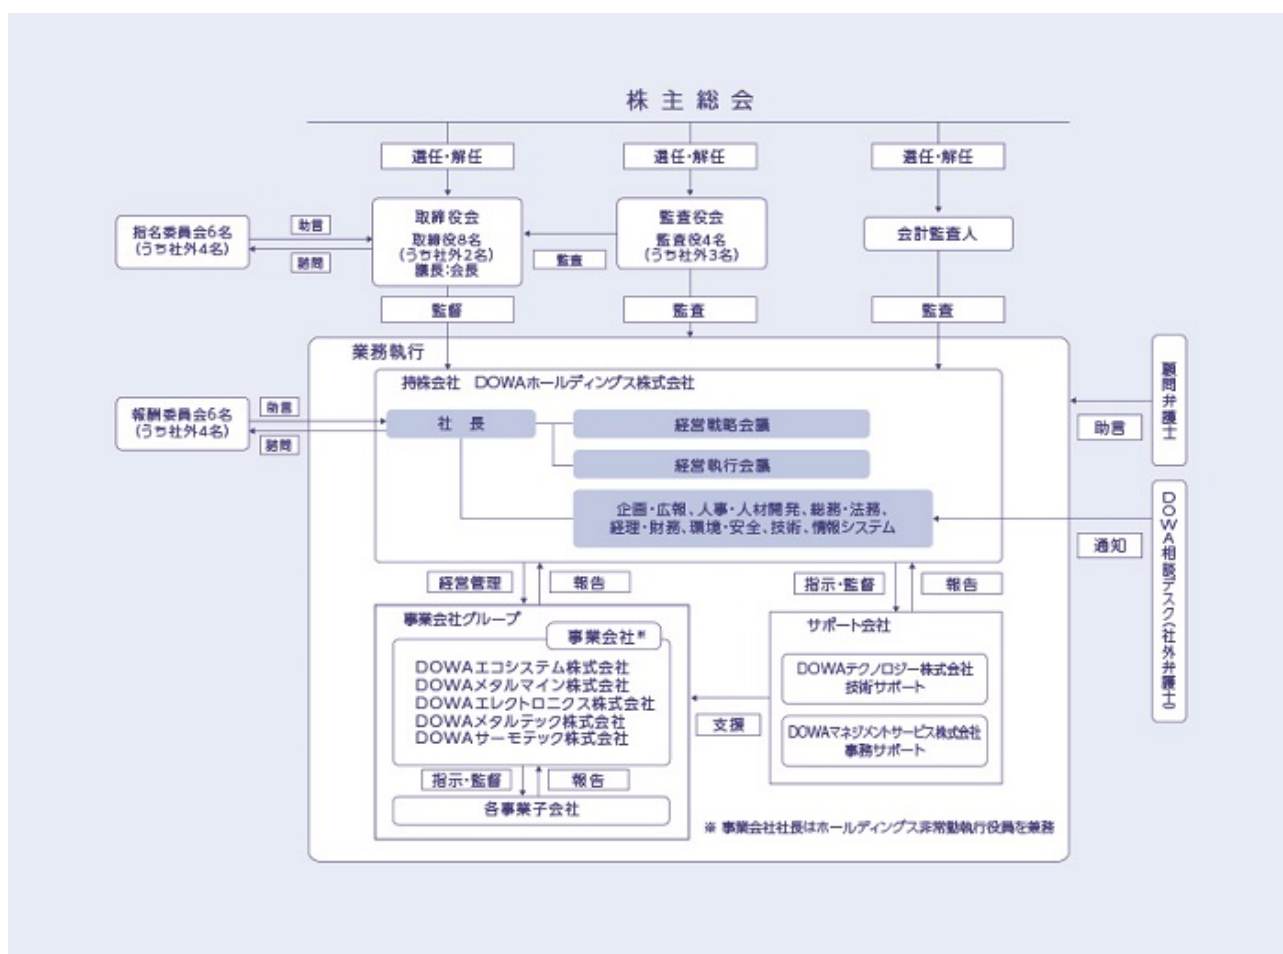 株主総会
選任・解任
選任・解任
選任・解任
指名委員会6名
(うち社外4名)
助言
諮問
取締役会
取締役8名
(うち社外2名)
議長:会長
監査
監査役会
監査役4名
(うち社外3名)
会計監査人
監督
監査
監査
業務執行
持株会社 DOWAホールディングス株式会社
報酬委員会6名
(うち社外4名)
助言
諮問
社長
経営戦略会議
経営執行会議
企画・広報、人事・人材開発、総務・法務、
経理・財務、環境・安全、技術、情報システム
顧問弁護士
助言
DOWA相談デスク(社外弁護士)
通知
経営管理
報告
指示・監督
報告
事業会社グループ
事業会社※
DOWAエコシステム株式会社
DOWAメタルマイン株式会社
DOWAエレクトロニクス株式会社
DOWAメタルテック株式会社
DOWAサーモテック株式会社
指示・監督
報告
各事業子会社
支援
サポート会社
DOWAテクノロジー株式会社
技術サポート
DOWAマネジメントサービス株式会社
事務サポート
※ 事業会社社長はホールディングス非常勤執行役員を兼務